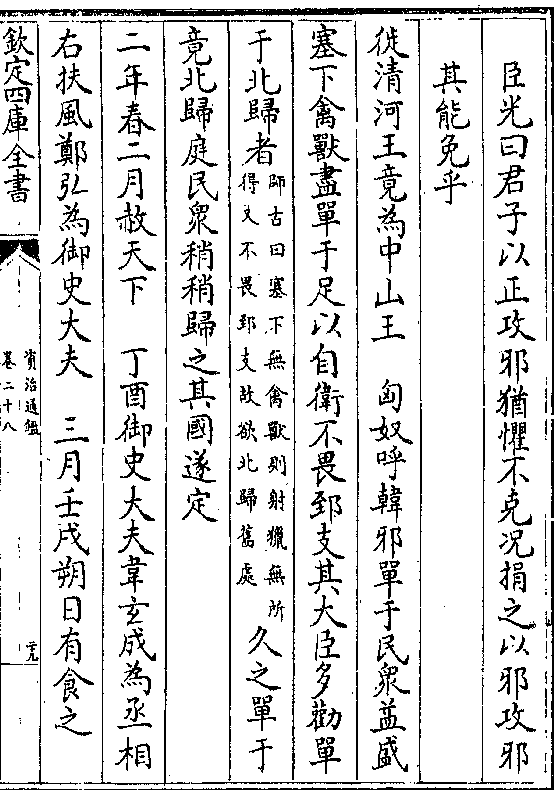 臣光曰君子以正攻邪猶懼不克况捐之以邪攻邪
其能免乎
徙清河王竟為中山王　匈奴呼韓邪單于民衆益盛
塞下禽獸盡單于足以自衛不畏郅支其大臣多勸單
于北歸者師古曰塞下無禽獸則射獵無所得又不畏郅支故欲北歸舊處久之單于
竟北歸庭民衆稍稍歸之其國遂定
二年春二月赦天下　丁酉御史大夫韋玄成為丞相
右扶風鄭弘為御史大夫　三月壬戌朔日有食之
欽定四庫全書
資治通鑑
卷二十八
三九